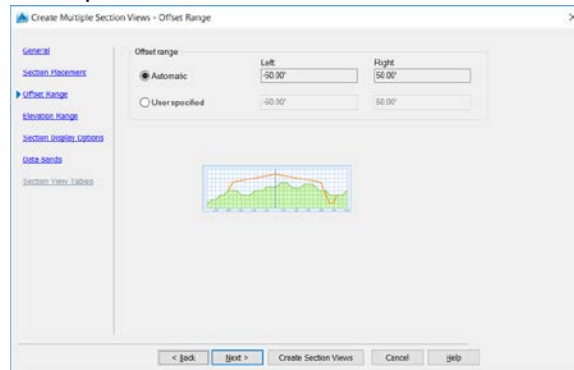 Create Multiple Section Views - Offset Range
General
Section Placement
Offset Range
Elevation Range
Section Display Options
Data Bands
Section View Tables
Offset range
Left Right
Automatic -50.00' 50.00'
User specified -50.00' 50.00'
< Back Next > Create Section Views Cancel Help